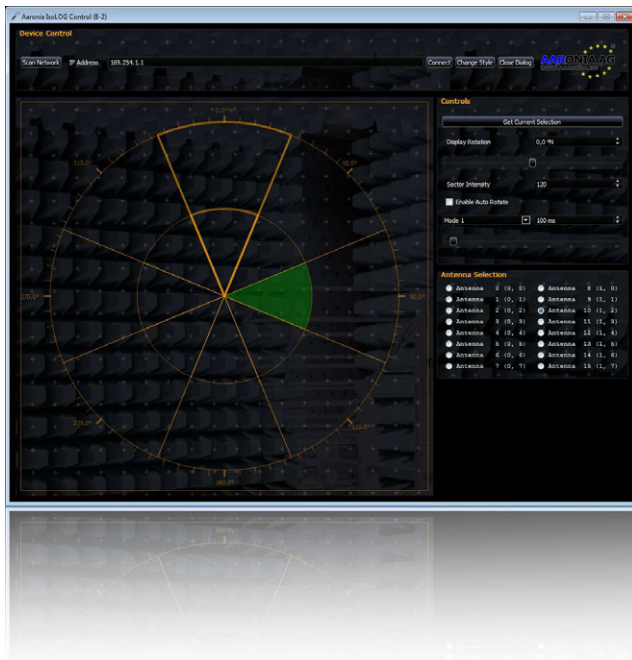 Aaronia IsoLOG Control (8-2)
Device Control
Scan Network IP Address 169.254.1.1 Connect Change Style Close Dialog
AARONIA AG
0.0°N
45.0°
90.0°
180.0°
270.0°
315.0°
Controls
Get Current Selection
Display Rotation 0,0 °N
Sector Intensity 120
Enable Auto Rotate
Mode 1 100 ms
Antenna Selection
Antenna 0 (0, 0) Antenna 8 (1, 0)
Antenna 1 (0, 1) Antenna 9 (1, 1)
Antenna 2 (0, 2) Antenna 10 (1, 2)
Antenna 3 (0, 3) Antenna 11 (1, 3)
Antenna 4 (0, 4) Antenna 12 (1, 4)
Antenna 5 (0, 5) Antenna 13 (1, 5)
Antenna 6 (0, 6) Antenna 14 (1, 6)
Antenna 7 (0, 7) Antenna 15 (1, 7)